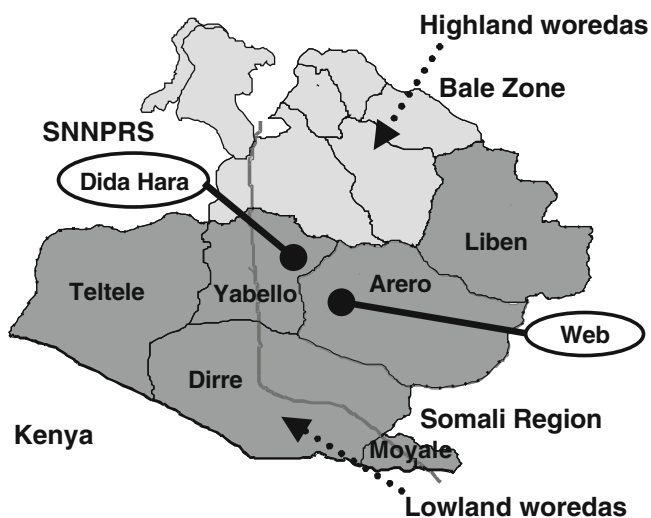 Highland woredas
Bale Zone
SNNPRS
Dida Hara
Liben
Teltele
Yabello
Arero
Web
Dirre
Somali Region
Kenya
Moyale
Lowland woredas